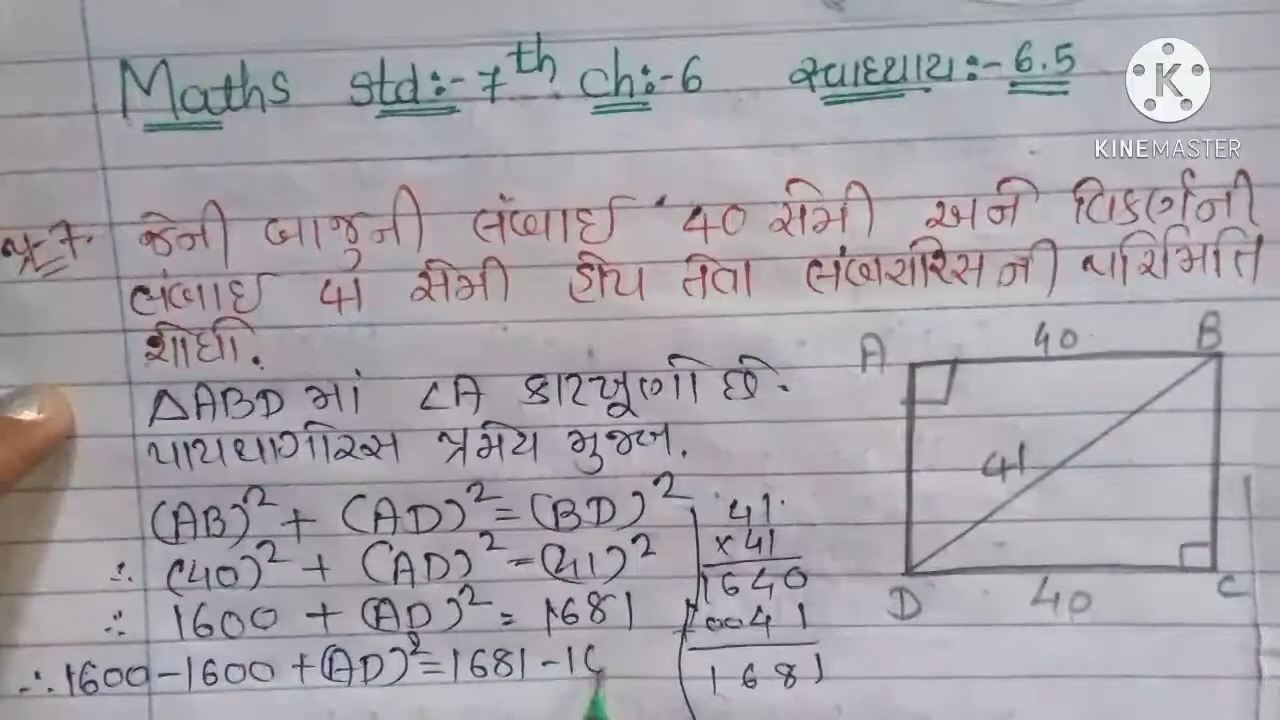 Maths Std:-7th Ch:-6 સ્વાધ્યાય:- 6.5
KINEMASTER
પ્ર-7. જેની બાજુની લંબાઈ 40 સેમી અને વિકર્ણની
લંબાઈ 41 સેમી હોય તેવા લંબચોરસની પરિમિતિ
શોધો.
△ABD માં ∠A કાટખૂણો છે.
પાયથાગોરિસ પ્રમેય મુજબ.
(AB)² + (AD)² = (BD)²
∴ (40)² + (AD)² = (41)²
∴ 1600 + (AD)² = 1681
∴ 1600 - 1600 + (AD)² = 1681 - 16
41.
x 41
1640
0041
1681
A 40 B
41
D 40 C